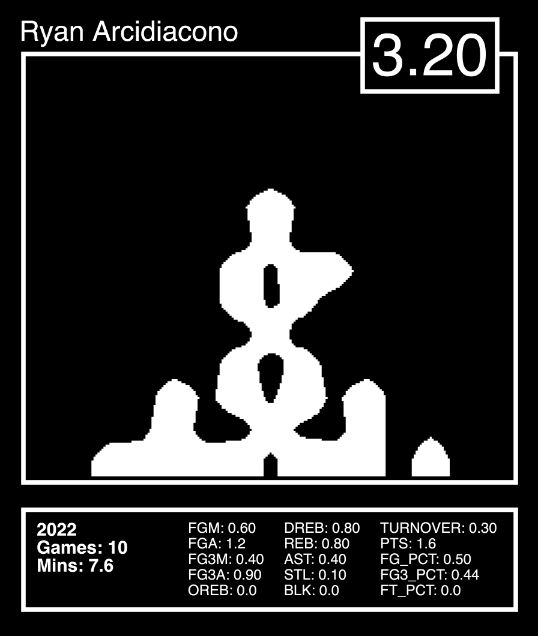 Ryan Arcidiacono
3.20
2022
Games: 10
Mins: 7.6
FGM: 0.60
FGA: 1.2
FG3M: 0.40
FG3A: 0.90
OREB: 0.0
DREB: 0.80
REB: 0.80
AST: 0.40
STL: 0.10
BLK: 0.0
TURNOVER: 0.30
PTS: 1.6
FG_PCT: 0.50
FG3_PCT: 0.44
FT_PCT: 0.0